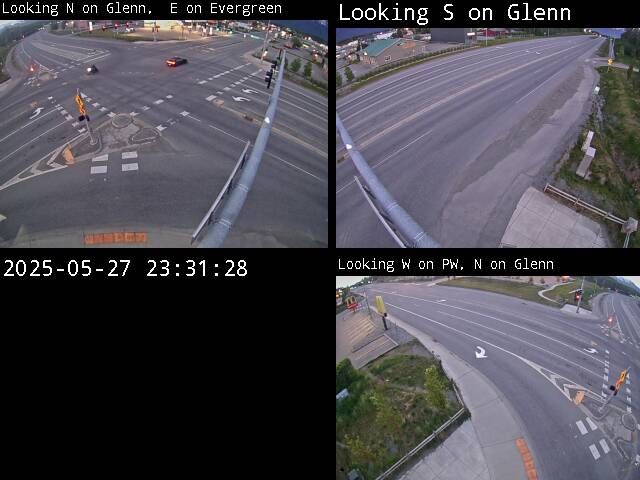 Looking N on Glenn,  E on Evergreen
Looking S on Glenn
2025-05-27 23:31:28
Looking W on PW, N on Glenn